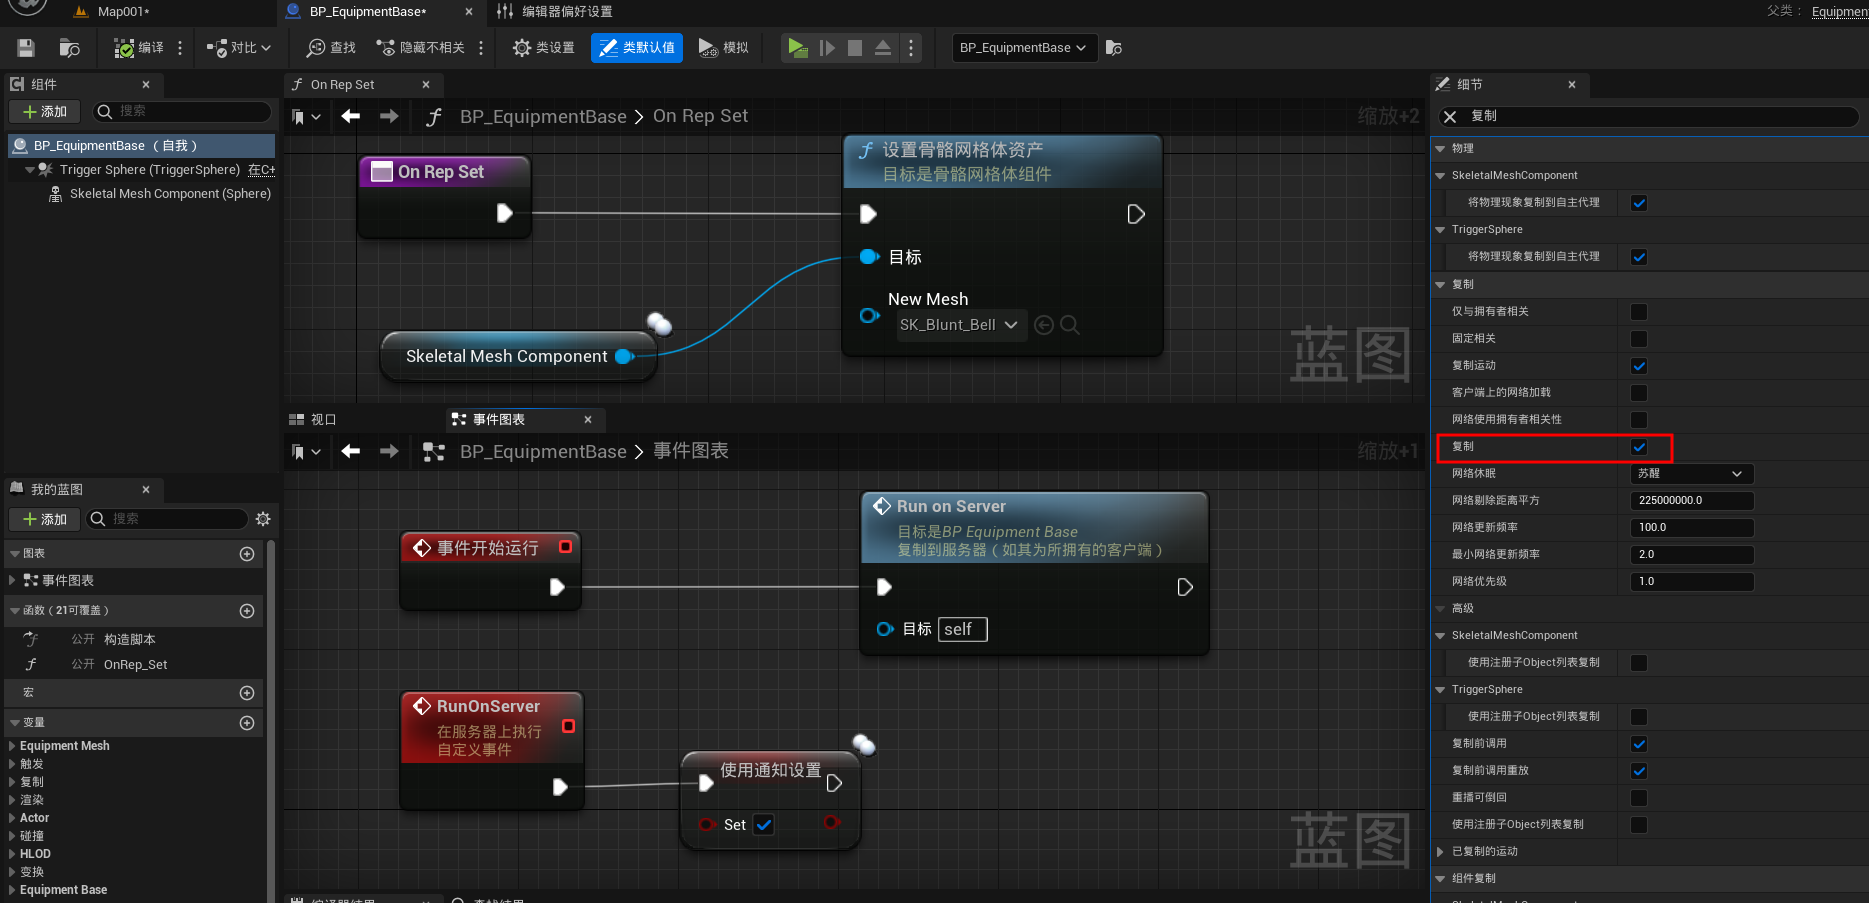 Map001*
BP_EquipmentBase*
编辑器偏好设置
父类：
Equipmen
编译
对比
查找
隐藏不相关
类设置
类默认值
模拟
BP_EquipmentBase
组件
添加
搜索
BP_EquipmentBase （自我）
Trigger Sphere (TriggerSphere) 在C+
Skeletal Mesh Component (Sphere)
我的蓝图
添加
搜索
图表
事件图表
函数（21可覆盖）
公开 构造脚本
公开 OnRep_Set
宏
变量
Equipment Mesh
触发
复制
渲染
Actor
碰撞
HLOD
变换
Equipment Base
On Rep Set
BP_EquipmentBase
On Rep Set
缩放+2
On Rep Set
设置骨骼网格体资产
目标是骨骼网格体组件
目标
New Mesh
SK_Blunt_Bell
Skeletal Mesh Component
蓝图
视口
事件图表
BP_EquipmentBase
事件图表
缩放+1
事件开始运行
Run on Server
目标是BP Equipment Base
复制到服务器（如其为所拥有的客户端）
目标 self
RunOnServer
在服务器上执行
自定义事件
使用通知设置
Set
蓝图
编译器结果
查找结果
细节
复制
物理
SkeletalMeshComponent
将物理现象复制到自主代理
TriggerSphere
将物理现象复制到自主代理
复制
仅与拥有者相关
固定相关
复制运动
客户端上的网络加载
网络使用拥有者相关性
复制
网络休眠 苏醒
网络剔除距离平方 225000000.0
网络更新频率 100.0
最小网络更新频率 2.0
网络优先级 1.0
高级
SkeletalMeshComponent
使用注册子Object列表复制
TriggerSphere
使用注册子Object列表复制
复制前调用
复制前调用重放
重播可倒回
使用注册子Object列表复制
已复制的运动
组件复制